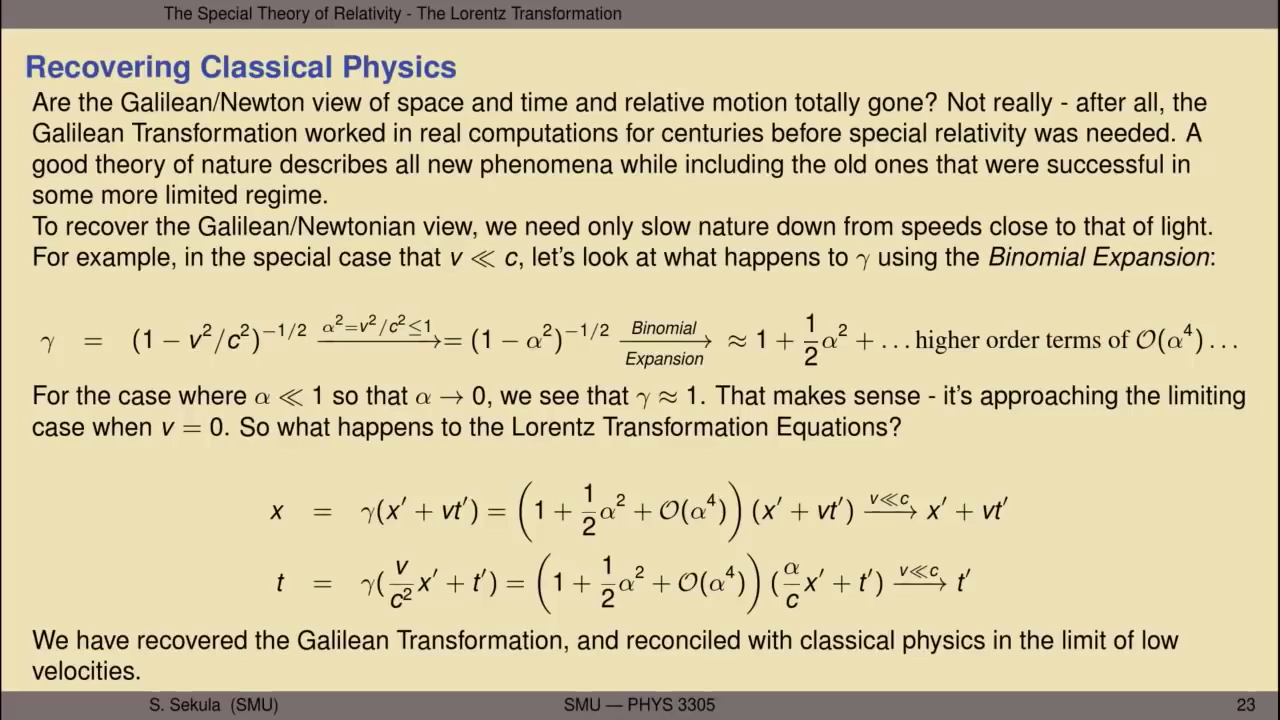 The Special Theory of Relativity - The Lorentz Transformation
Recovering Classical Physics
Are the Galilean/Newton view of space and time and relative motion totally gone? Not really - after all, the
Galilean Transformation worked in real computations for centuries before special relativity was needed. A
good theory of nature describes all new phenomena while including the old ones that were successful in
some more limited regime.
To recover the Galilean/Newtonian view, we need only slow nature down from speeds close to that of light.
For example, in the special case that v ≪ c, let's look at what happens to γ using the Binomial Expansion:
γ = (1 − v²/c²)^{−1/2} \xrightarrow{α²=v²/c²≤1} = (1 − α²)^{−1/2} \xrightarrow[Expansion]{Binomial} ≈ 1 + \frac{1}{2}α² + … higher order terms of O(α⁴) …
For the case where α ≪ 1 so that α → 0, we see that γ ≈ 1. That makes sense - it's approaching the limiting
case when v = 0. So what happens to the Lorentz Transformation Equations?
x = γ(x′ + vt′) = (1 + \frac{1}{2}α² + O(α⁴)) (x′ + vt′) \xrightarrow{v≪c} x′ + vt′
t = γ(\frac{v}{c²}x′ + t′) = (1 + \frac{1}{2}α² + O(α⁴)) (\frac{α}{c}x′ + t′) \xrightarrow{v≪c} t′
We have recovered the Galilean Transformation, and reconciled with classical physics in the limit of low
velocities.
S. Sekula (SMU) SMU — PHYS 3305 23